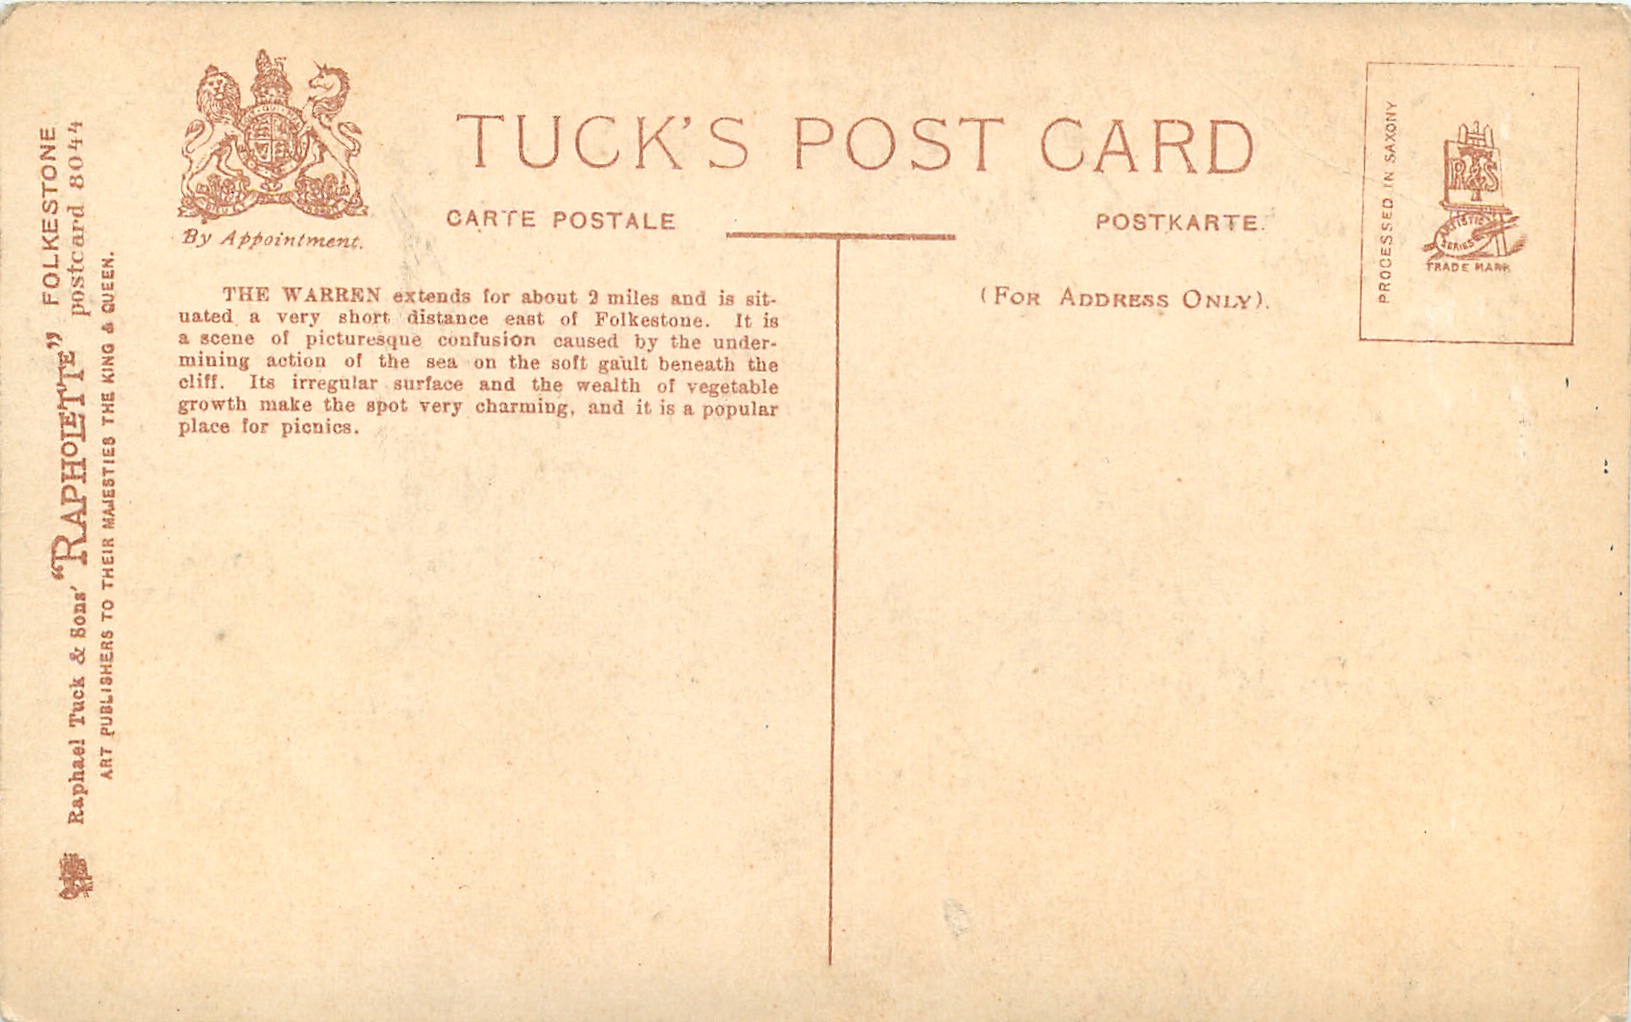 TUCK'S POST CARD
CARTE POSTALE
POSTKARTE.
By Appointment.
(FOR ADDRESS ONLY).
THE WARREN extends for about 2 miles and is sit-
uated a very short distance east of Folkestone. It is
a scene of picturesque confusion caused by the under-
mining action of the sea on the soft gault beneath the
cliff. Its irregular surface and the wealth of vegetable
growth make the spot very charming, and it is a popular
place for picnics.
FOLKESTONE
Raphael Tuck & Sons' "RAPHOLETTE" postcard 8044
ART PUBLISHERS TO THEIR MAJESTIES THE KING & QUEEN.
PROCESSED IN SAXONY
R T & S
ARTISTIC
SERIES
TRADE MARK